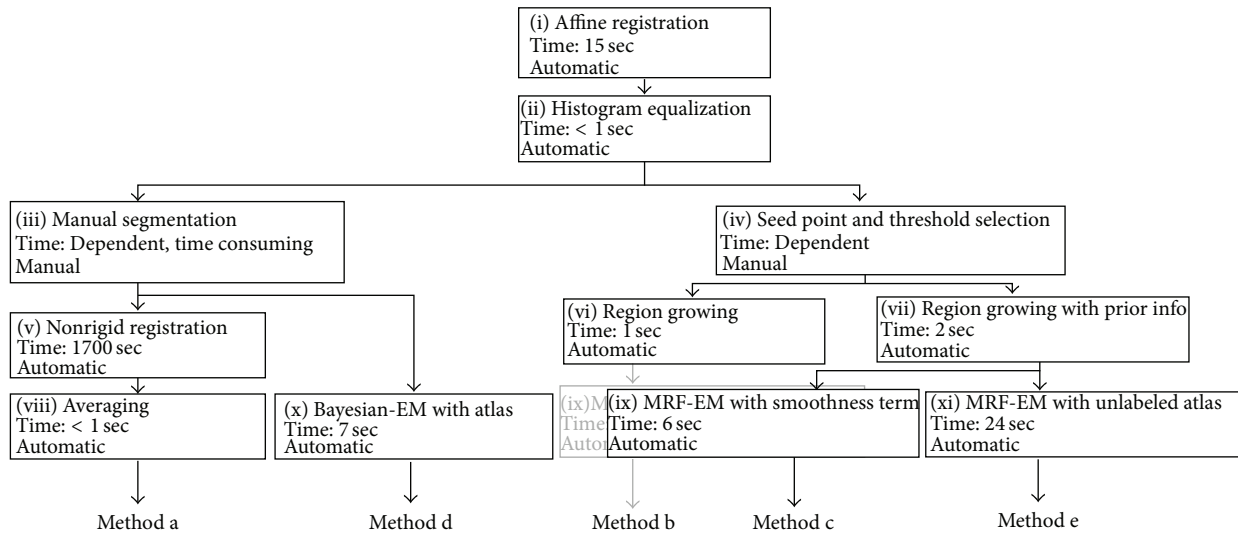 (i) Affine registration
Time: 15 sec
Automatic
(ii) Histogram equalization
Time: < 1 sec
Automatic
(iii) Manual segmentation
Time: Dependent, time consuming
Manual
(iv) Seed point and threshold selection
Time: Dependent
Manual
(v) Nonrigid registration
Time: 1700 sec
Automatic
(vi) Region growing
Time: 1 sec
Automatic
(vii) Region growing with prior info
Time: 2 sec
Automatic
(viii) Averaging
Time: < 1 sec
Automatic
(x) Bayesian-EM with atlas
Time: 7 sec
Automatic
(ix)M
Time:
Auto
(ix) MRF-EM with smoothness term
Time: 6 sec
Automatic
(xi) MRF-EM with unlabeled atlas
Time: 24 sec
Automatic
Method a
Method d
Method b
Method c
Method e